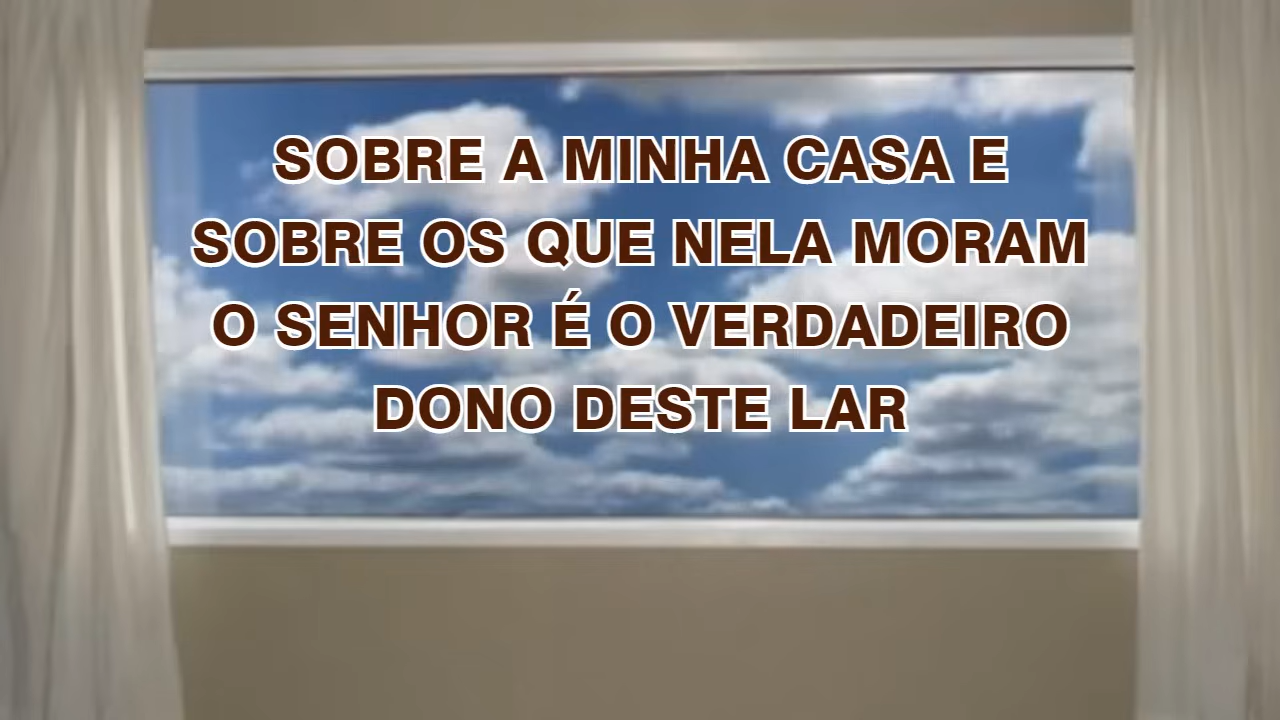 SOBRE A MINHA CASA E
SOBRE OS QUE NELA MORAM
O SENHOR É O VERDADEIRO
DONO DESTE LAR